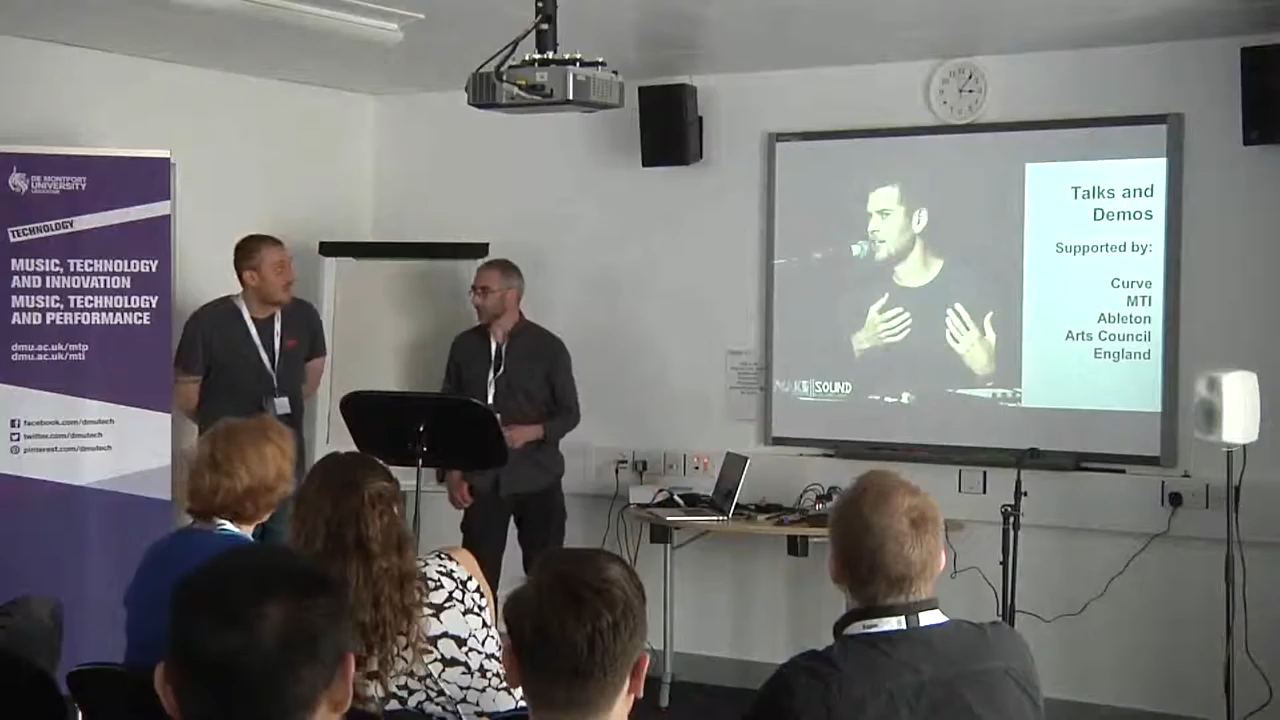 DE MONTFORT
UNIVERSITY
LEICESTER
TECHNOLOGY
MUSIC, TECHNOLOGY
AND INNOVATION
MUSIC, TECHNOLOGY
AND PERFORMANCE
dmu.ac.uk/mtp
dmu.ac.uk/mti
facebook.com/dmutech
twitter.com/dmutech
pinterest.com/dmutech
Talks and
Demos
Supported by:
Curve
MTI
Ableton
Arts Council
England
MAKE SOUND